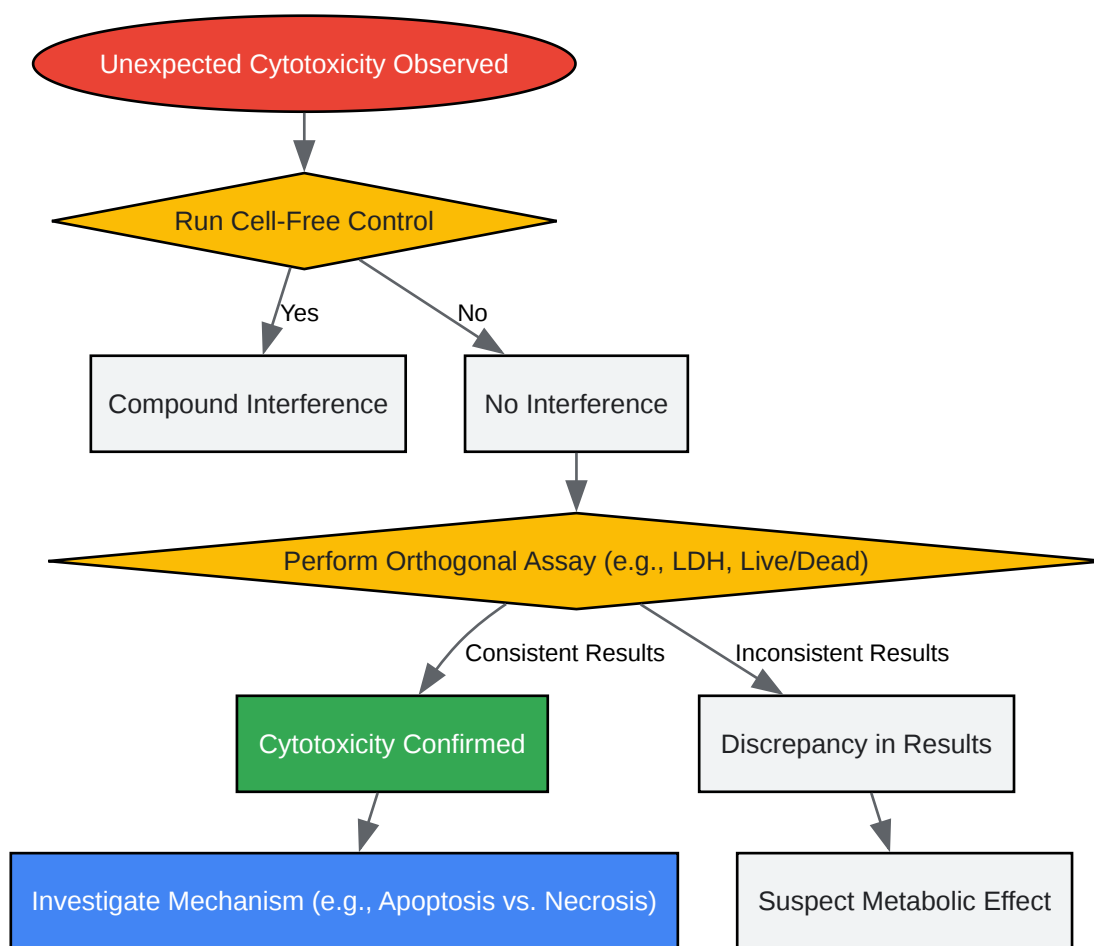 Unexpected Cytotoxicity Observed
Run Cell-Free Control
Yes
No
Compound Interference
No Interference
Perform Orthogonal Assay (e.g., LDH, Live/Dead)
Consistent Results
Inconsistent Results
Cytotoxicity Confirmed
Discrepancy in Results
Investigate Mechanism (e.g., Apoptosis vs. Necrosis)
Suspect Metabolic Effect